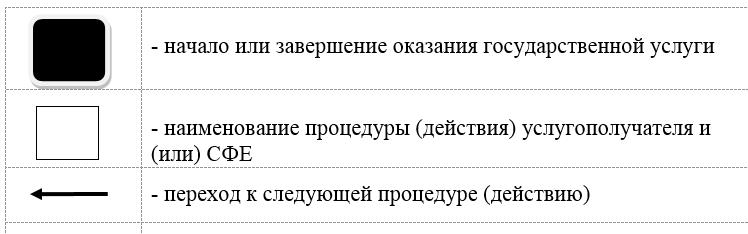 - начало или завершение оказания государственной услуги
- наименование процедуры (действия) услугополучателя и
(или) СФЕ
- переход к следующей процедуре (действию)